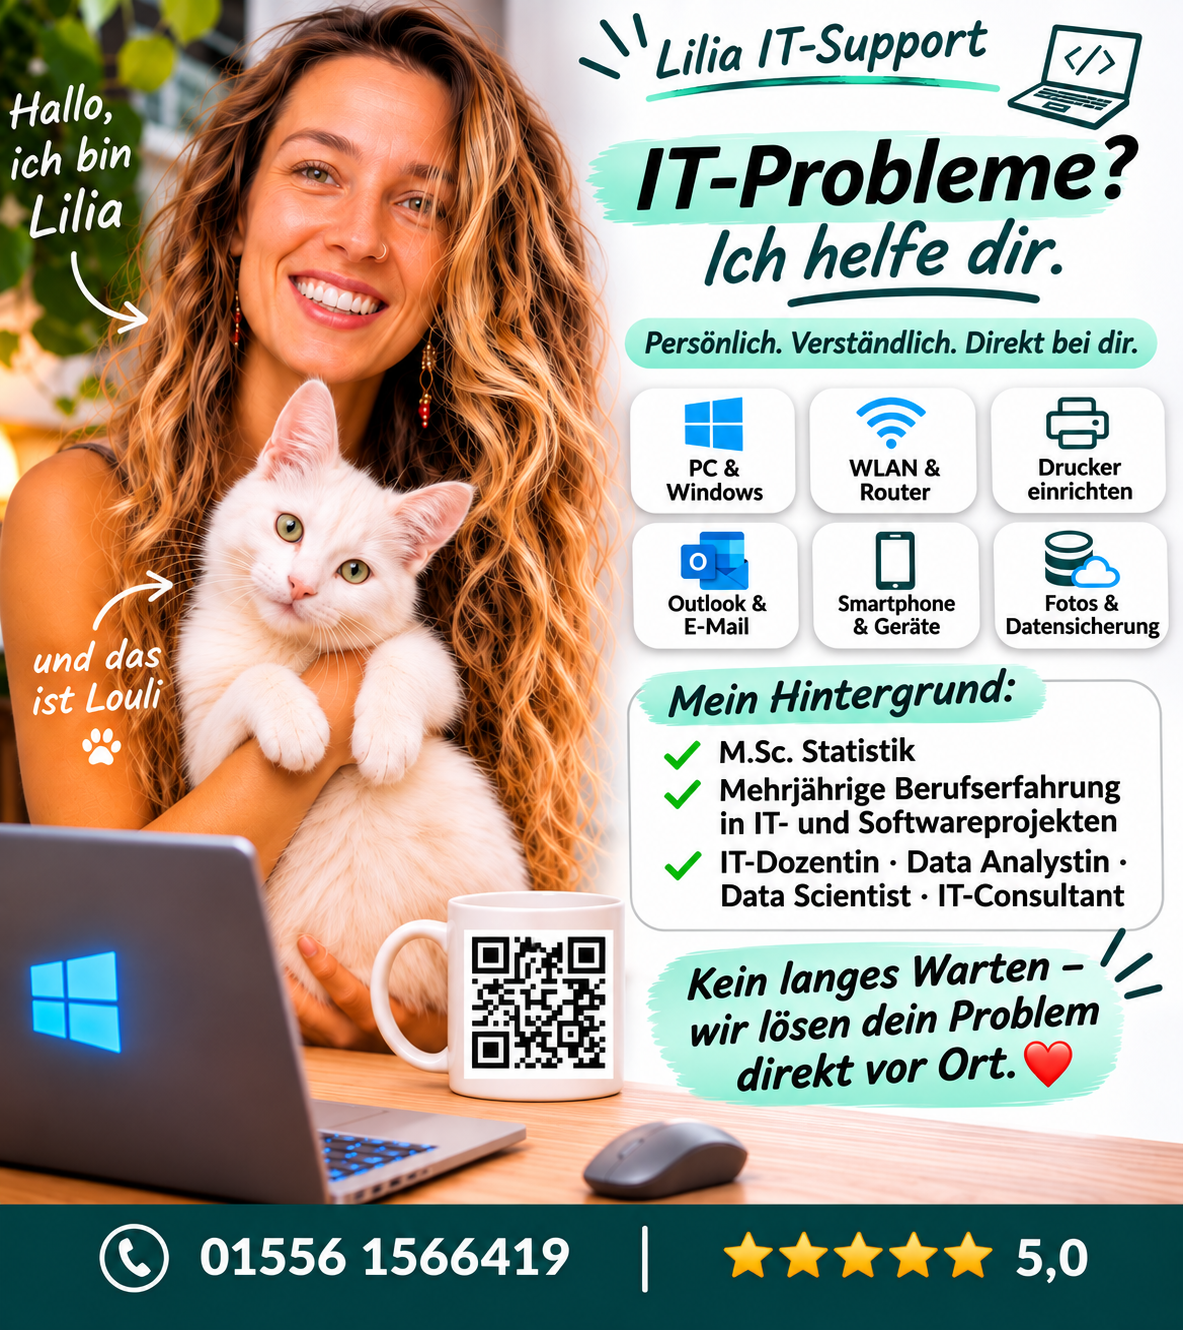 Hallo,
ich bin
Lilia
und das
ist Louli
Lilia IT-Support
</>
IT-Probleme?
Ich helfe dir.
Persönlich. Verständlich. Direkt bei dir.
PC &
Windows
WLAN &
Router
Drucker
einrichten
O
Outlook &
E-Mail
Smartphone
& Geräte
Fotos &
Datensicherung
Mein Hintergrund:
M.Sc. Statistik
Mehrjährige Berufserfahrung
in IT- und Softwareprojekten
IT-Dozentin · Data Analystin ·
Data Scientist · IT-Consultant
Kein langes Warten –
wir lösen dein Problem
direkt vor Ort.
01556 1566419
5,0